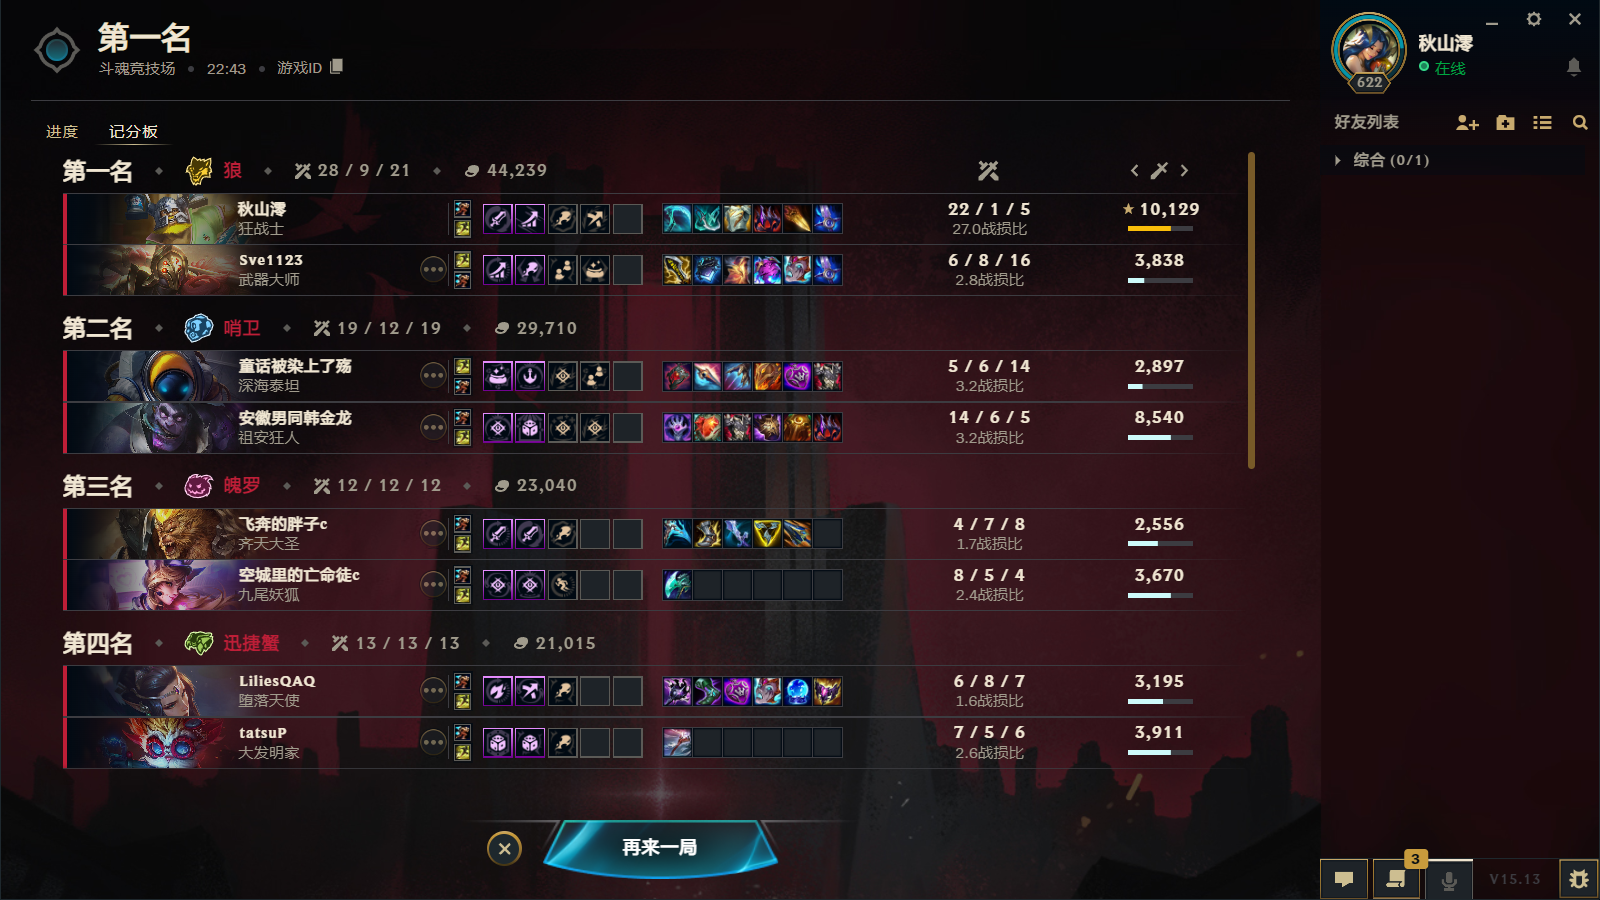 第一名
斗魂竞技场 • 22:43 • 游戏ID
进度 记分板
第一名 狼 28 / 9 / 21 44,239
秋山澪 22 / 1 / 5 10,129
狂战士 27.0战损比
Sve1123 6 / 8 / 16 3,838
武器大师 2.8战损比
第二名 哨卫 19 / 12 / 19 29,710
童话被染上了殇 5 / 6 / 14 2,897
深海泰坦 3.2战损比
安徽男同韩金龙 14 / 6 / 5 8,540
祖安狂人 3.2战损比
第三名 魄罗 12 / 12 / 12 23,040
飞奔的胖子c 4 / 7 / 8 2,556
齐天大圣 1.7战损比
空城里的亡命徒c 8 / 5 / 4 3,670
九尾妖狐 2.4战损比
第四名 迅捷蟹 13 / 13 / 13 21,015
LiliesQAQ 6 / 8 / 7 3,195
堕落天使 1.6战损比
tatsuP 7 / 5 / 6 3,911
大发明家 2.6战损比
再来一局
秋山澪
在线
622
好友列表
综合 (0/1)
3
V15.13